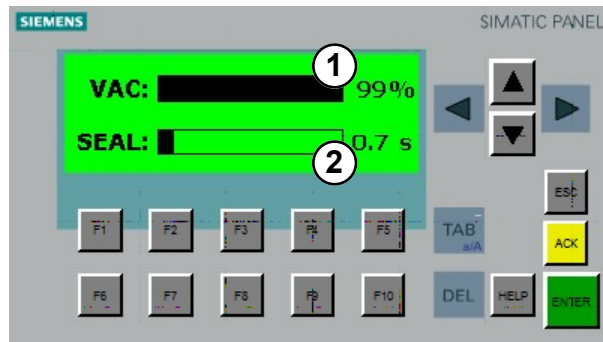 SIEMENS
SIMATIC PANEL
1
VAC: 99%
SEAL: 0.7 s
2
ESC
F1 F2 F3 F4 F5 TAB a/A ACK
F6 F7 F8 F9 F10 DEL HELP ENTER